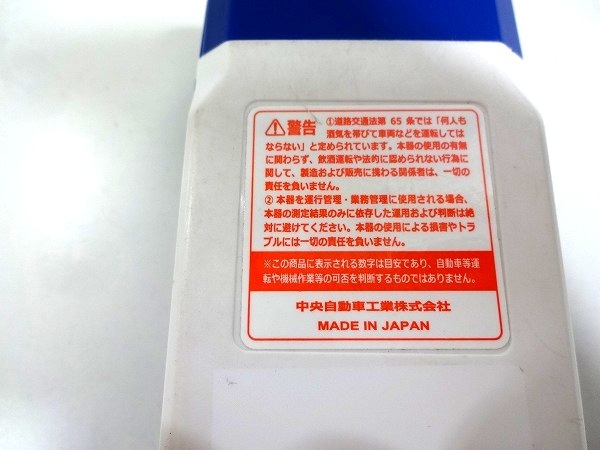 ⚠警告 ①道路交通法第 65 条では「何人も
酒気を帯びて車両などを運転しては
ならない」と定められています。本器の使用の有無
に関わらず、飲酒運転や法的に認められない行為に
関して、製造および販売に携わる関係者は、一切の
責任を負いません。
② 本器を運行管理・業務管理に使用される場合、
本器の測定結果のみに依存した運用および判断は絶
対に避けてください。本器の使用による損害やトラ
ブルには一切の責任を負いません。
※この商品に表示される数字は目安であり、自動車等運
転や機械作業等の可否を判断するものではありません。
中央自動車工業株式会社
MADE IN JAPAN